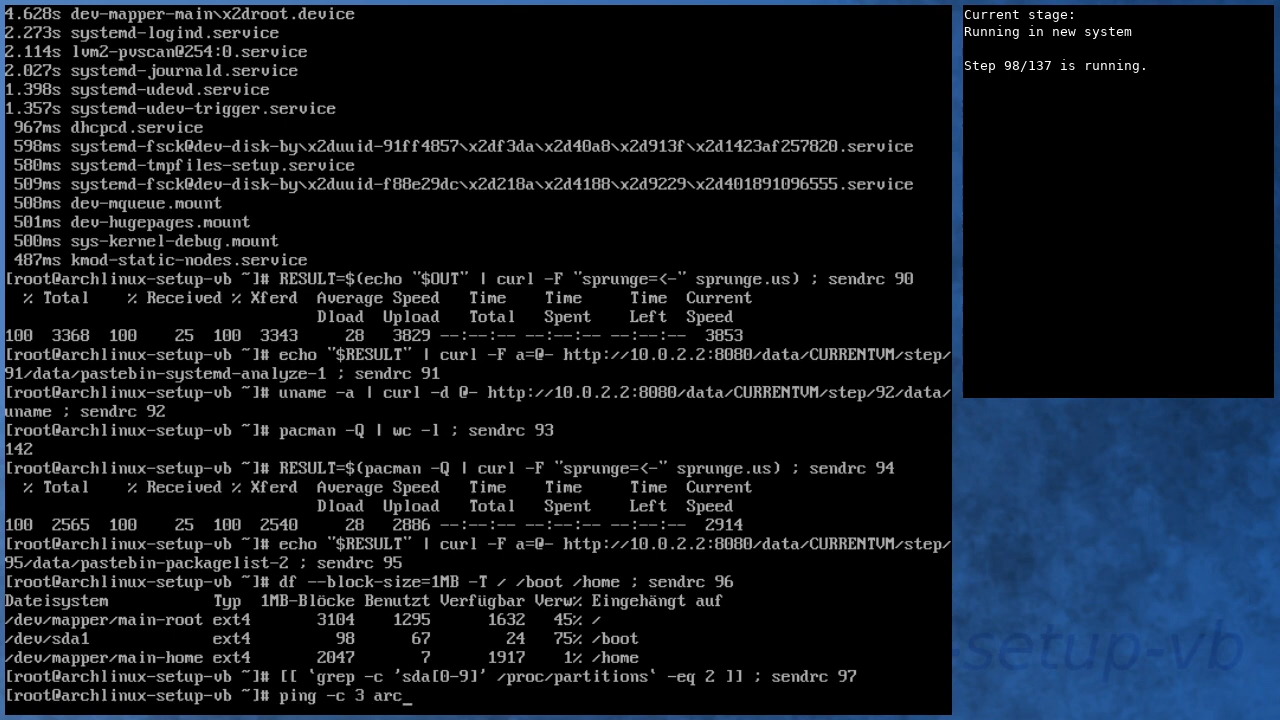 4.628s dev-mapper-main\x2droot.device
2.273s systemd-logind.service
2.114s lvm2-pvscan@254:0.service
2.027s systemd-journald.service
1.398s systemd-udevd.service
1.357s systemd-udev-trigger.service
 967ms dhcpcd.service
 598ms systemd-fsck@dev-disk-by\x2duuid-91ff4857\x2df3da\x2d40a8\x2d913f\x2d1423af257820.service
 580ms systemd-tmpfiles-setup.service
 509ms systemd-fsck@dev-disk-by\x2duuid-f88e29dc\x2d218a\x2d4188\x2d9229\x2d401891096555.service
 508ms dev-mqueue.mount
 501ms dev-hugepages.mount
 500ms sys-kernel-debug.mount
 487ms kmod-static-nodes.service
[root@archlinux-setup-vb ~]# RESULT=$(echo "$OUT" | curl -F "sprunge=<-" sprunge.us) ; sendrc 90
  % Total    % Received % Xferd  Average Speed   Time    Time     Time  Current
                                 Dload  Upload   Total   Spent    Left  Speed
100  3368  100    25  100  3343     28   3829 --:--:-- --:--:-- --:--:--  3853
[root@archlinux-setup-vb ~]# echo "$RESULT" | curl -F a=@- http://10.0.2.2:8080/data/CURRENTVM/step/
91/data/pastebin-systemd-analyze-1 ; sendrc 91
[root@archlinux-setup-vb ~]# uname -a | curl -d @- http://10.0.2.2:8080/data/CURRENTVM/step/92/data/
uname ; sendrc 92
[root@archlinux-setup-vb ~]# pacman -Q | wc -l ; sendrc 93
142
[root@archlinux-setup-vb ~]# RESULT=$(pacman -Q | curl -F "sprunge=<-" sprunge.us) ; sendrc 94
  % Total    % Received % Xferd  Average Speed   Time    Time     Time  Current
                                 Dload  Upload   Total   Spent    Left  Speed
100  2565  100    25  100  2540     28   2886 --:--:-- --:--:-- --:--:--  2914
[root@archlinux-setup-vb ~]# echo "$RESULT" | curl -F a=@- http://10.0.2.2:8080/data/CURRENTVM/step/
95/data/pastebin-packagelist-2 ; sendrc 95
[root@archlinux-setup-vb ~]# df --block-size=1MB -T / /boot /home ; sendrc 96
Dateisystem           Typ  1MB-Blöcke Benutzt Verfügbar Verw% Eingehängt auf
/dev/mapper/main-root ext4       3104    1295      1632   45% /
/dev/sda1             ext4         98      67        24   75% /boot
/dev/mapper/main-home ext4       2047       7      1917    1% /home
[root@archlinux-setup-vb ~]# [[ `grep -c 'sda[0-9]' /proc/partitions` -eq 2 ]] ; sendrc 97
[root@archlinux-setup-vb ~]# ping -c 3 arc_
Current stage:
Running in new system
Step 98/137 is running.
-setup-vb